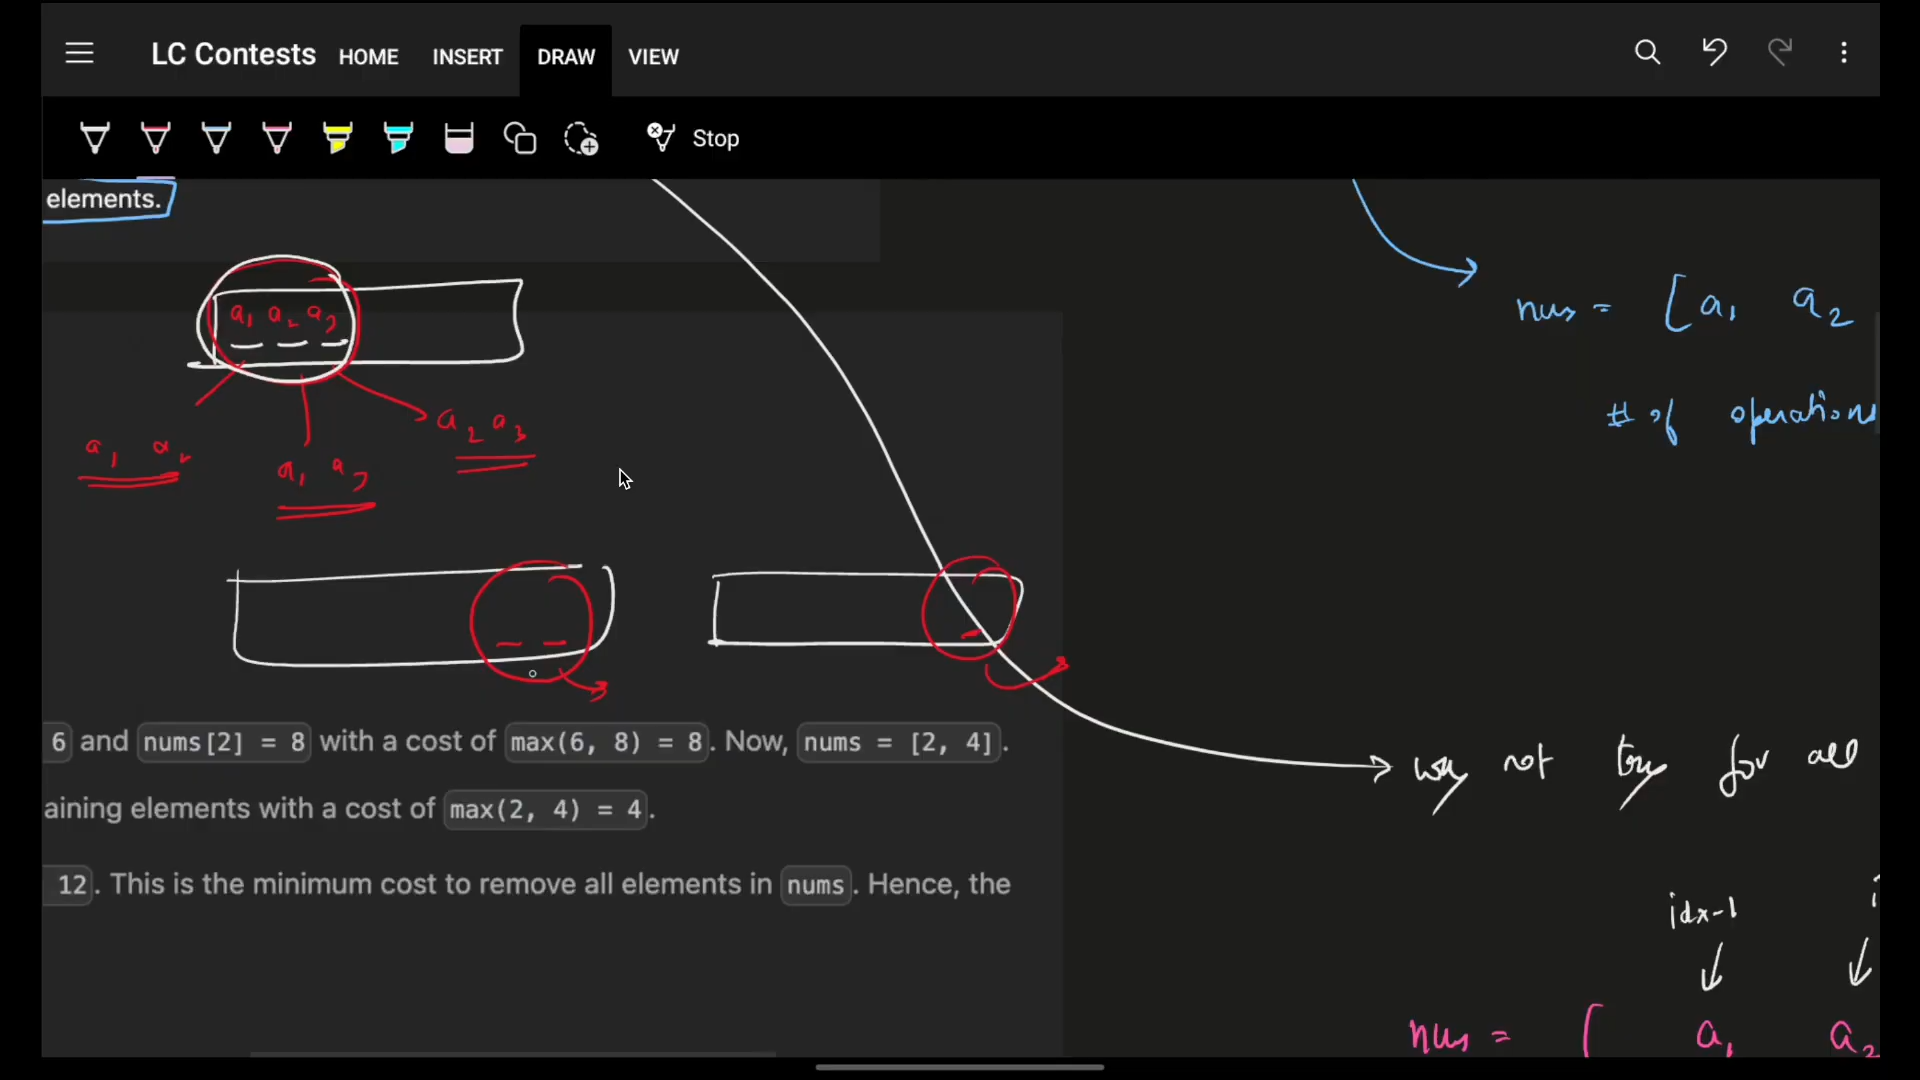 LC Contests HOME INSERT DRAW VIEW
Stop
elements.
a1 a2 a3
nums = [ a1 a2
a2 a3
# of operations
a1 a2
a1 a3
6 and nums[2] = 8 with a cost of max(6, 8) = 8. Now, nums = [2, 4].
why not try for all
aining elements with a cost of max(2, 4) = 4.
12. This is the minimum cost to remove all elements in nums. Hence, the
idx-1
nums = [ a1 a2